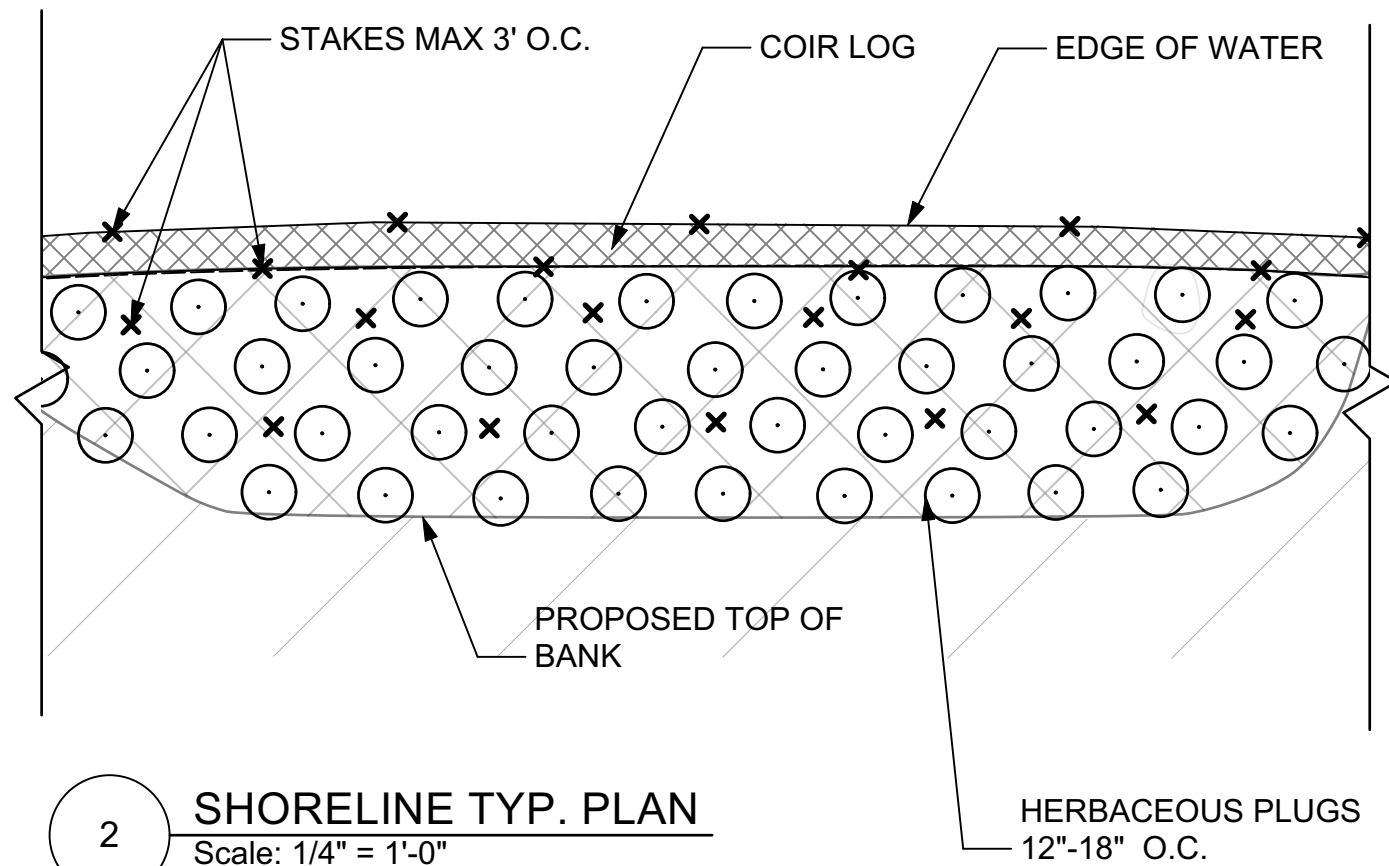 STAKES MAX 3' O.C.
COIR LOG
EDGE OF WATER
PROPOSED TOP OF
BANK
2
SHORELINE TYP. PLAN
Scale: 1/4" = 1'-0"
HERBACEOUS PLUGS
12"-18" O.C.